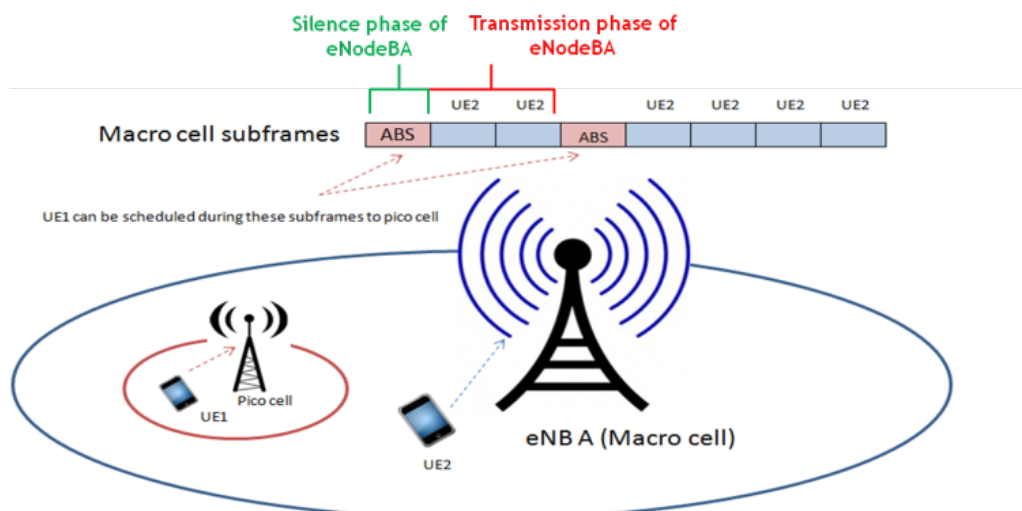 Silence phase of
eNodeBA
Transmission phase of
eNodeBA
UE2 UE2 UE2 UE2 UE2 UE2
Macro cell subframes
ABS ABS
UE1 can be scheduled during these subframes to pico cell
Pico cell
UE1
UE2
eNB A (Macro cell)